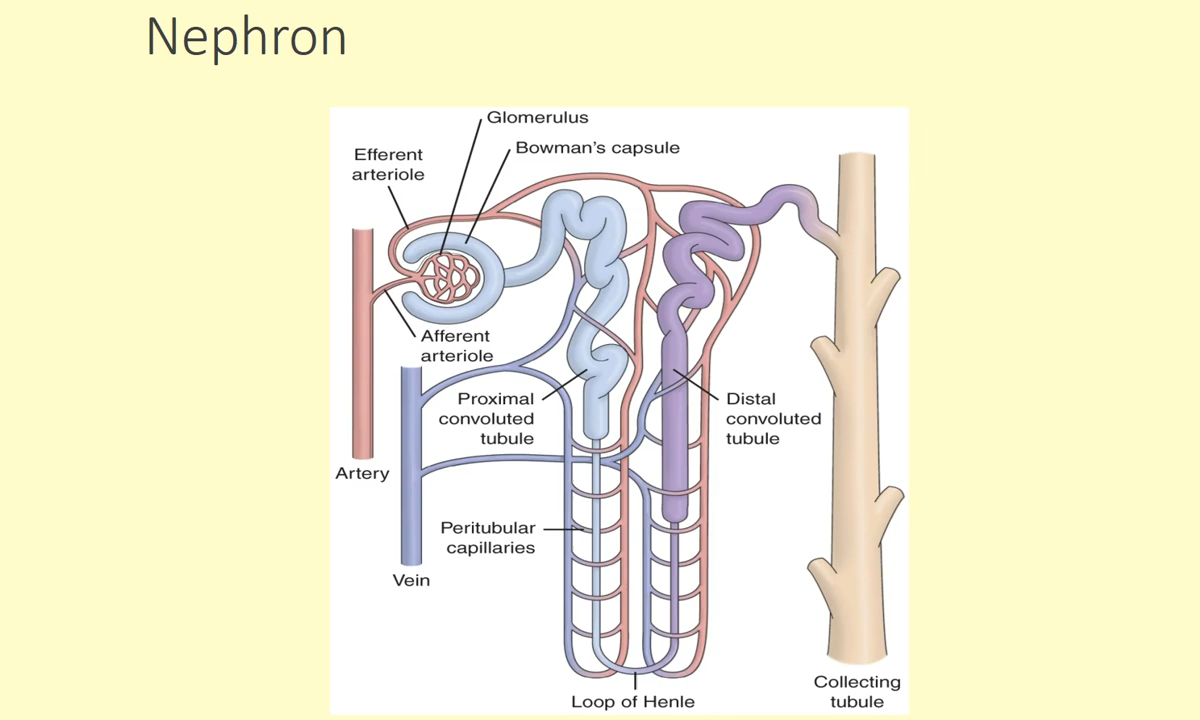 Nephron
Glomerulus
Bowman's capsule
Efferent
arteriole
Afferent
arteriole
Proximal
convoluted
tubule
Distal
convoluted
tubule
Artery
Peritubular
capillaries
Vein
Loop of Henle
Collecting
tubule